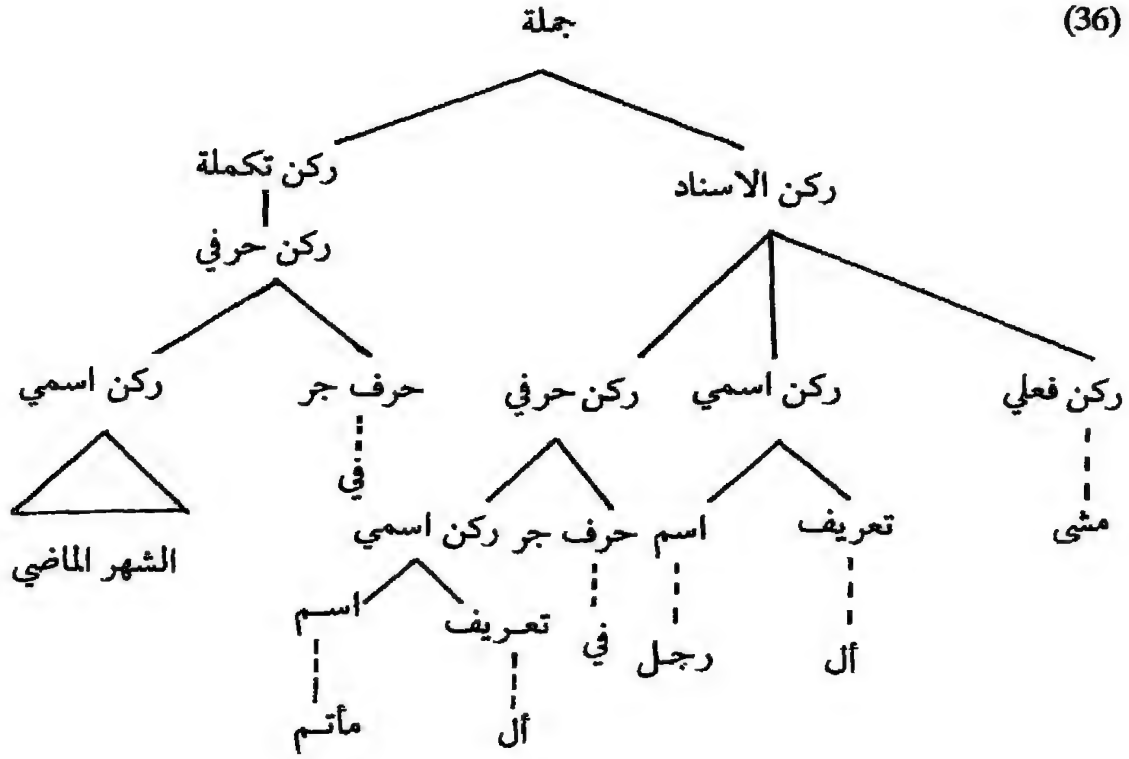 (36)
جملة
ركن الاسناد
ركن تكملة
ركن حرفي
ركن فعلي
ركن اسمي
ركن حرفي
حرف جر
ركن اسمي
في
مشى
تعريف
اسم
حرف جر
ركن اسمي
الشهر الماضي
ال
رجل
في
تعريف
اسم
أل
مأتم